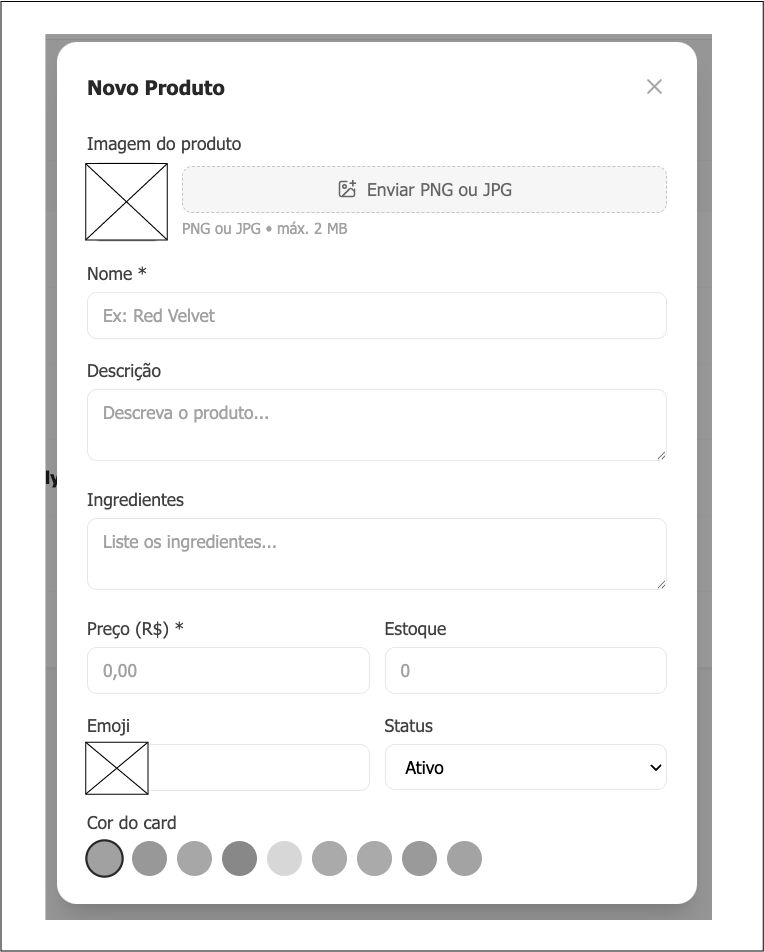 Novo Produto
Imagem do produto
Enviar PNG ou JPG
PNG ou JPG • máx. 2 MB
Nome *
Ex: Red Velvet
Descrição
Descreva o produto...
ly
Ingredientes
Liste os ingredientes...
Preço (R$) * Estoque
0,00 0
Emoji Status
Ativo
Cor do card